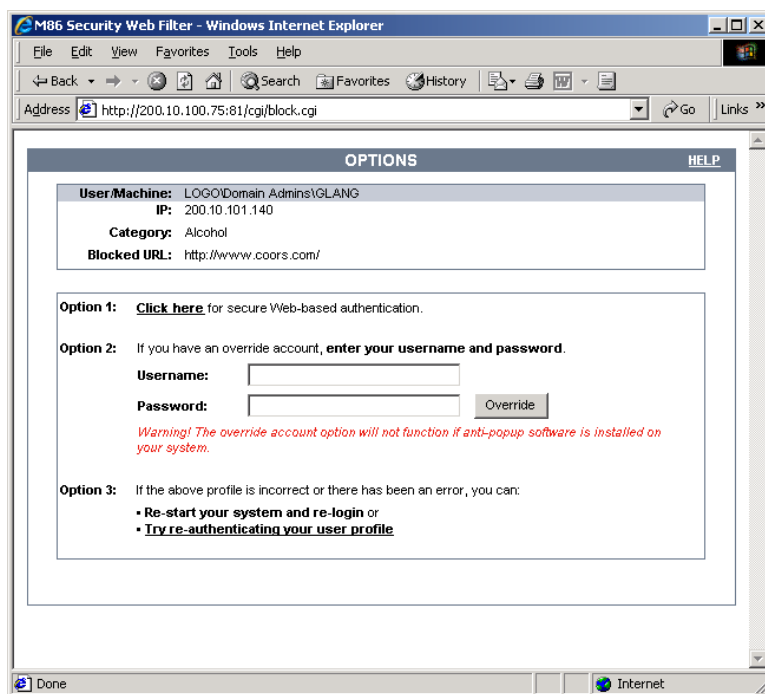 M86 Security Web Filter - Windows Internet Explorer
File Edit View Favorites Tools Help
Back Search Favorites History
Address http://200.10.100.75:81/cgi/block.cgi Go Links »
OPTIONS HELP
User/Machine: LOGO\Domain Admins\GLANG
IP: 200.10.101.140
Category: Alcohol
Blocked URL: http://www.coors.com/
Option 1: Click here for secure Web-based authentication.
Option 2: If you have an override account, enter your username and password.
Username:
Password: Override
Warning! The override account option will not function if anti-popup software is installed on
your system.
Option 3: If the above profile is incorrect or there has been an error, you can:
▪ Re-start your system and re-login or
▪ Try re-authenticating your user profile
Done Internet